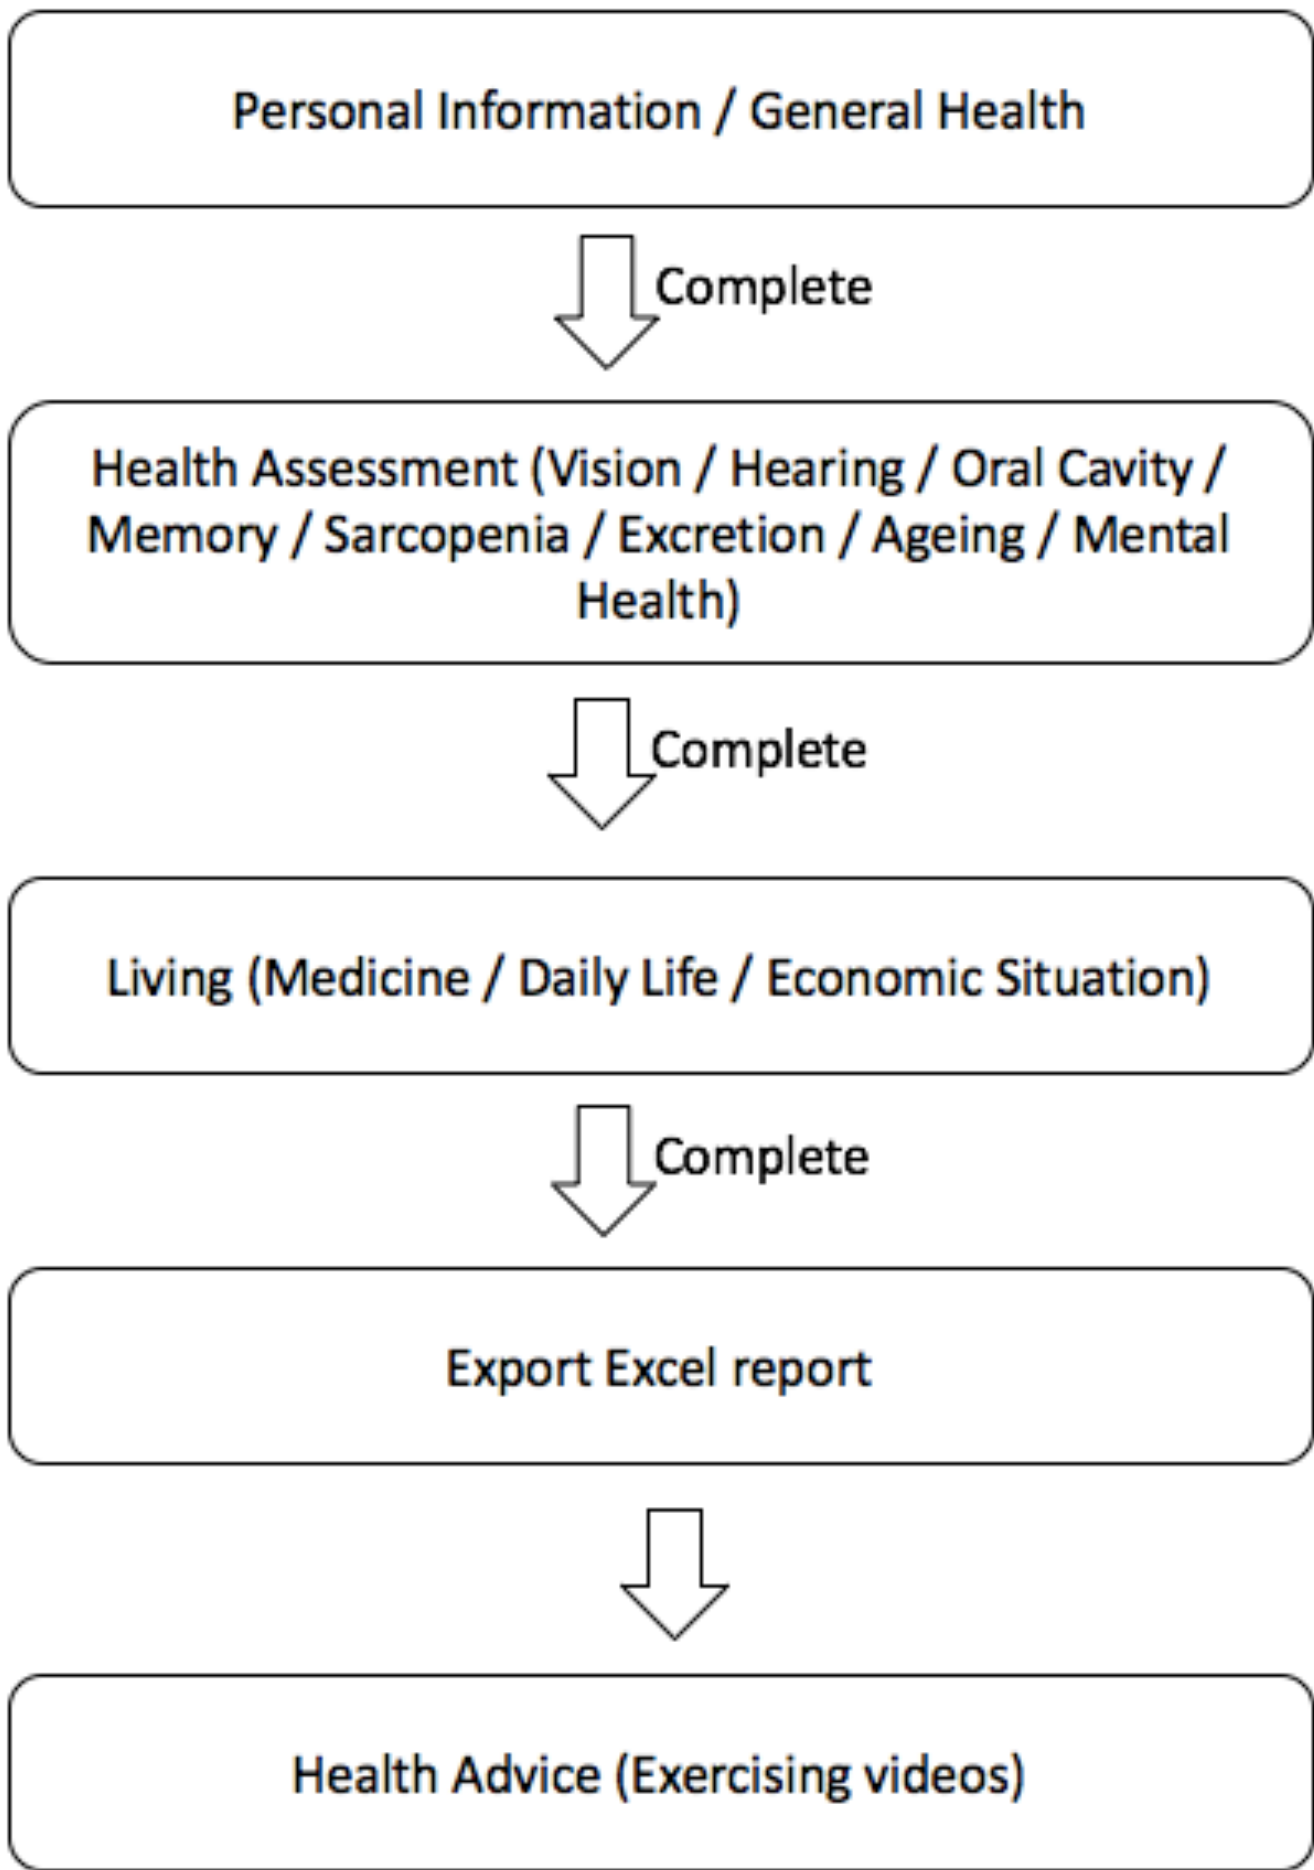 Personal Information / General Health
Complete
Health Assessment (Vision / Hearing / Oral Cavity /
Memory / Sarcopenia / Excretion / Ageing / Mental
Health)
Complete
Living (Medicine / Daily Life / Economic Situation)
Complete
Export Excel report
Health Advice (Exercising videos)